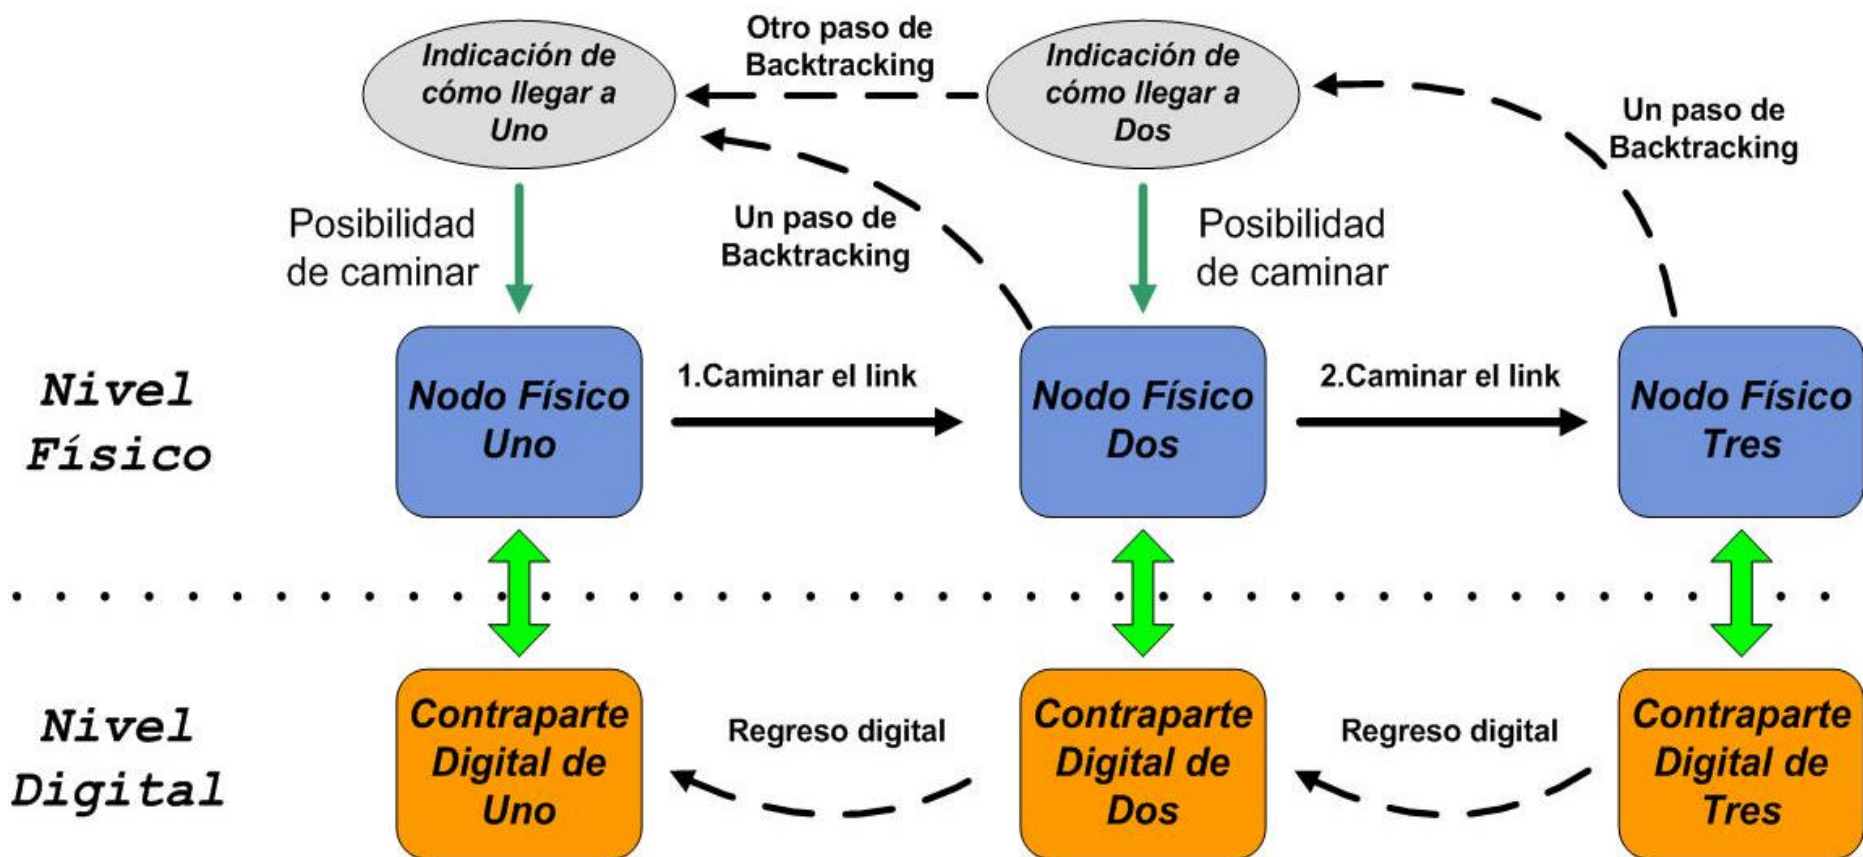 Indicación de
cómo llegar a
Uno
Otro paso de
Backtracking
Indicación de
cómo llegar a
Dos
Un paso de
Backtracking
Posibilidad
de caminar
Un paso de
Backtracking
Posibilidad
de caminar
Nivel
Físico
Nodo Físico
Uno
1.Caminar el link
Nodo Físico
Dos
2.Caminar el link
Nodo Físico
Tres
Nivel
Digital
Contraparte
Digital de
Uno
Regreso digital
Contraparte
Digital de
Dos
Regreso digital
Contraparte
Digital de
Tres